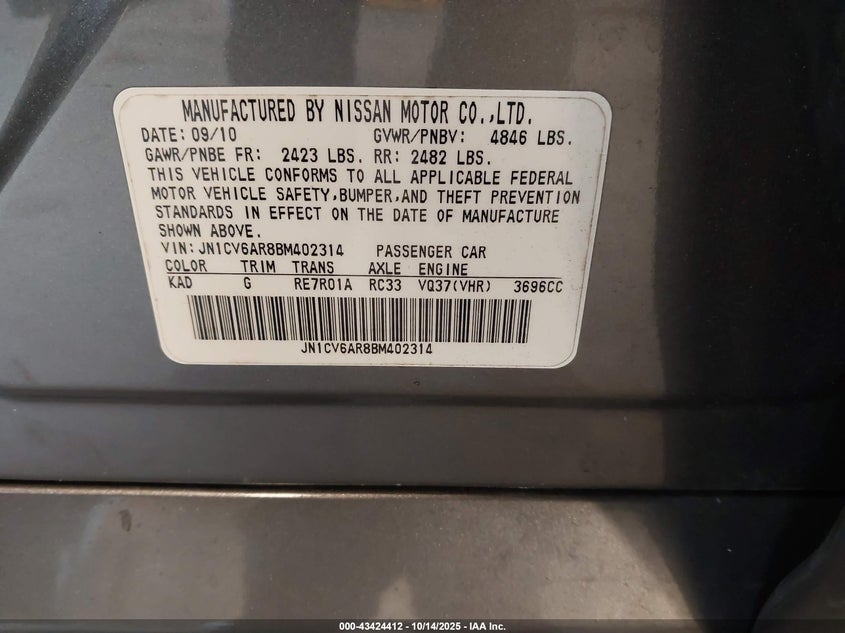 MANUFACTURED BY NISSAN MOTOR CO.,LTD.
DATE: 09/10 GVWR/PNBV: 4846 LBS.
GAWR/PNBE FR: 2423 LBS. RR: 2482 LBS.
THIS VEHICLE CONFORMS TO ALL APPLICABLE FEDERAL
MOTOR VEHICLE SAFETY,BUMPER,AND THEFT PREVENTION
STANDARDS IN EFFECT ON THE DATE OF MANUFACTURE
SHOWN ABOVE.
VIN: JN1CV6AR8BM402314 PASSENGER CAR
COLOR TRIM TRANS AXLE ENGINE
KAD G RE7R01A RC33 VQ37(VHR) 3696CC
JN1CV6AR8BM402314
000-43424412 - 10/14/2025 - IAA Inc.